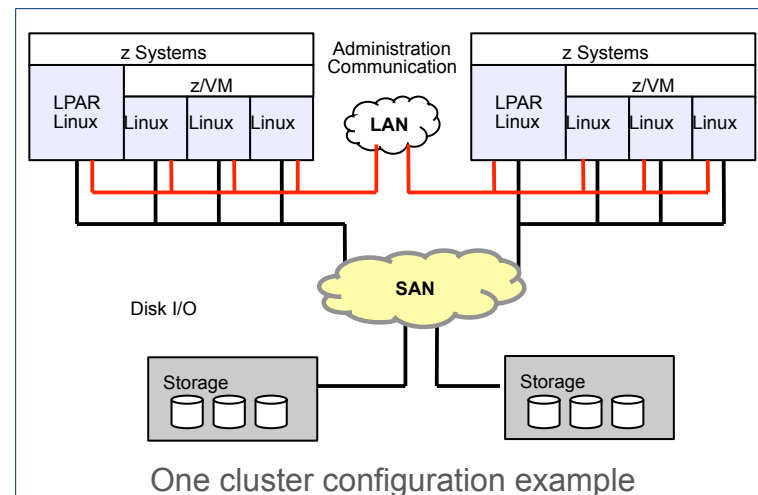 z Systems
z/VM
LPAR
Linux
Linux
Linux
Linux
Administration
Communication
LAN
z Systems
z/VM
LPAR
Linux
Linux
Linux
Linux
SAN
Disk I/O
Storage
Storage
One cluster configuration example